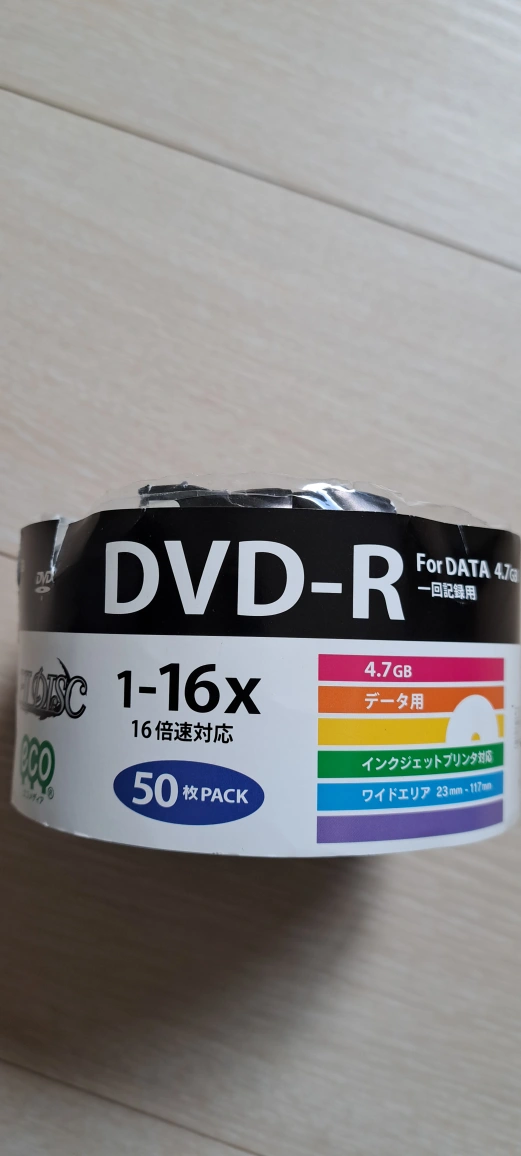 DVD
DVD-R
For DATA 4.7GB
一回記録用
DISC
1-16x
16倍速対応
eco
50枚PACK
4.7GB
データ用
インクジェットプリンタ対応
ワイドエリア 23mm - 117mm